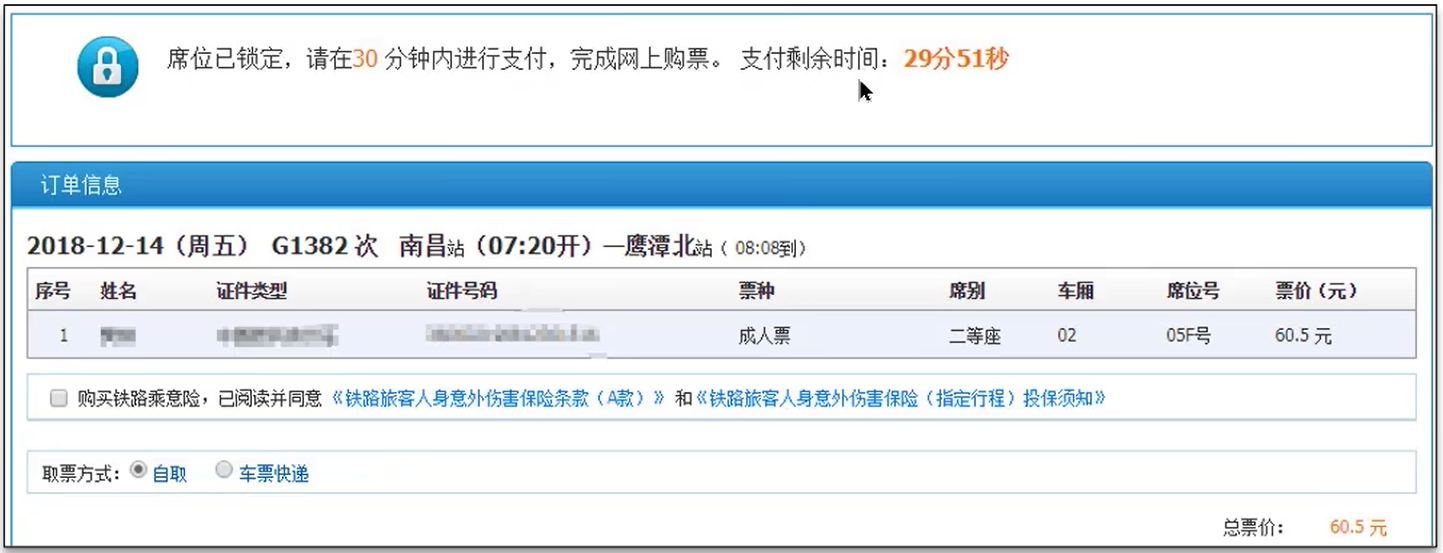 席位已锁定，请在30 分钟内进行支付，完成网上购票。 支付剩余时间：29分51秒
订单信息
2018-12-14（周五） G1382 次 南昌站（07:20开）—鹰潭北站（ 08:08到）
序号 姓名 证件类型 证件号码 票种 席别 车厢 席位号 票价（元）
1 成人票 二等座 02 05F号 60.5 元
购买铁路乘意险，已阅读并同意 《铁路旅客人身意外伤害保险条款（A款）》 和《铁路旅客人身意外伤害保险（指定行程）投保须知》
取票方式： 自取 车票快递
总票价： 60.5 元